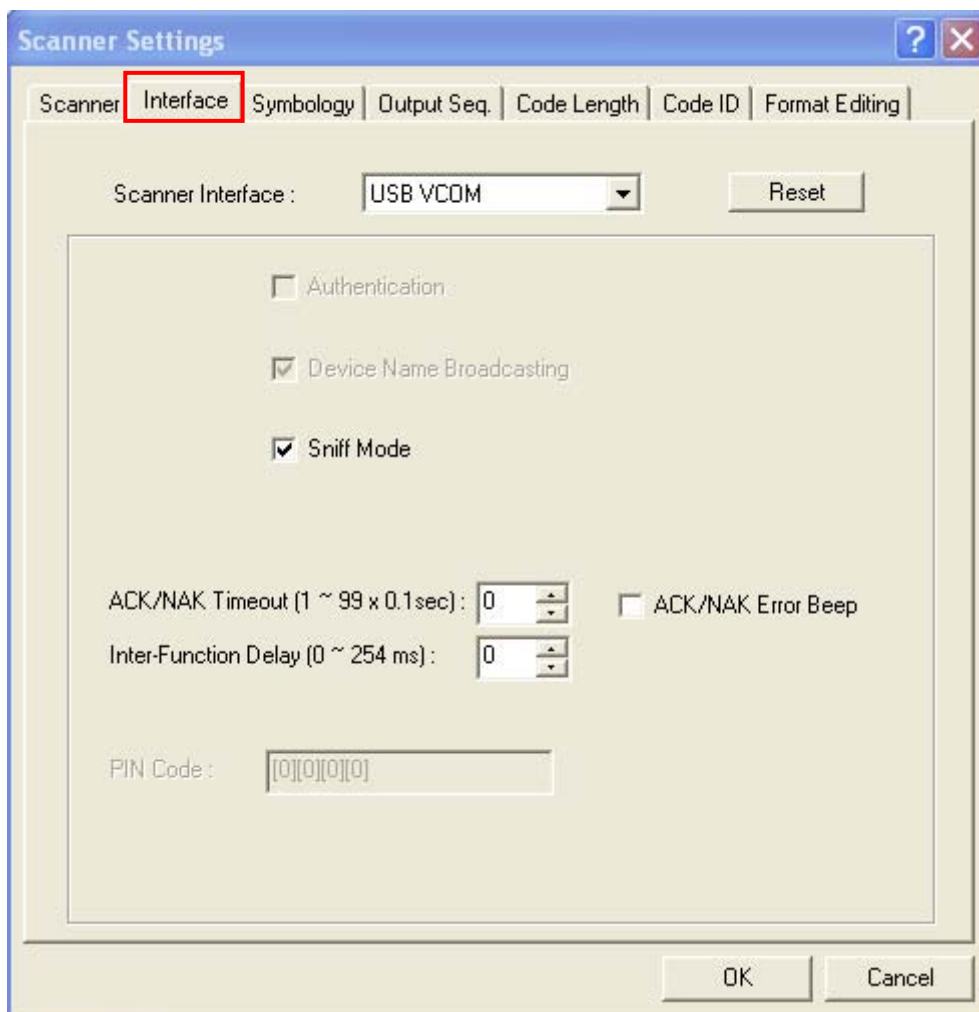 Scanner Settings
Scanner Interface Symbology Output Seq. Code Length Code ID Format Editing
Scanner Interface : USB VCOM Reset
Authentication
Device Name Broadcasting
Sniff Mode
ACK/NAK Timeout (1 ~ 99 x 0.1sec) : 0 ACK/NAK Error Beep
Inter-Function Delay (0 ~ 254 ms) : 0
PIN Code : [0][0][0][0]
OK Cancel